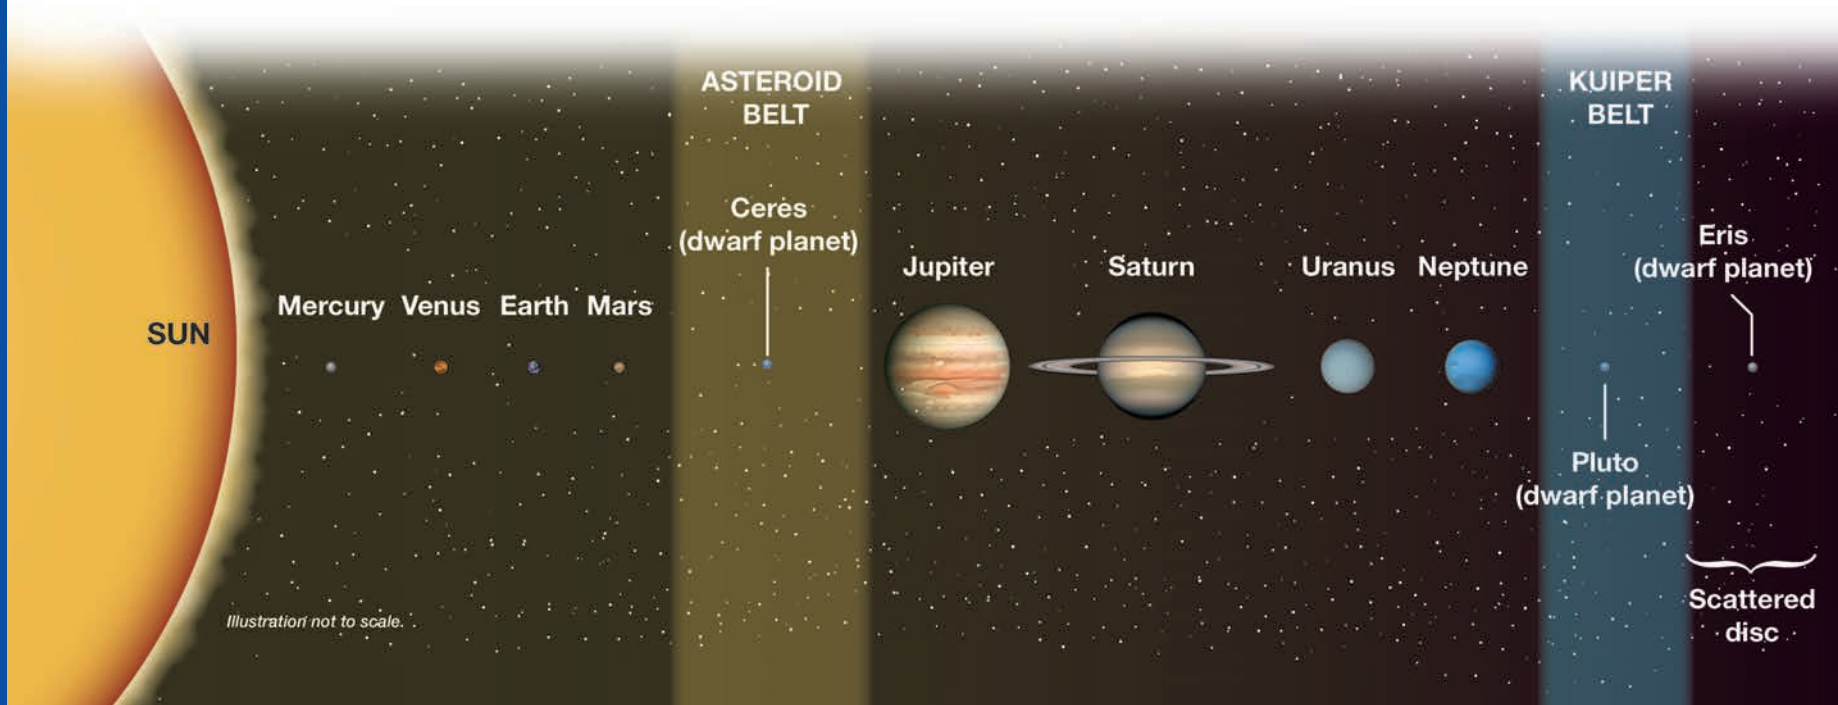 ASTEROID
BELT
KUIPER
BELT
Ceres
(dwarf planet)
Eris
(dwarf planet)
Jupiter
Saturn
Uranus
Neptune
Mercury
Venus
Earth
Mars
SUN
Pluto
(dwarf planet)
Scattered
disc
Illustration not to scale.